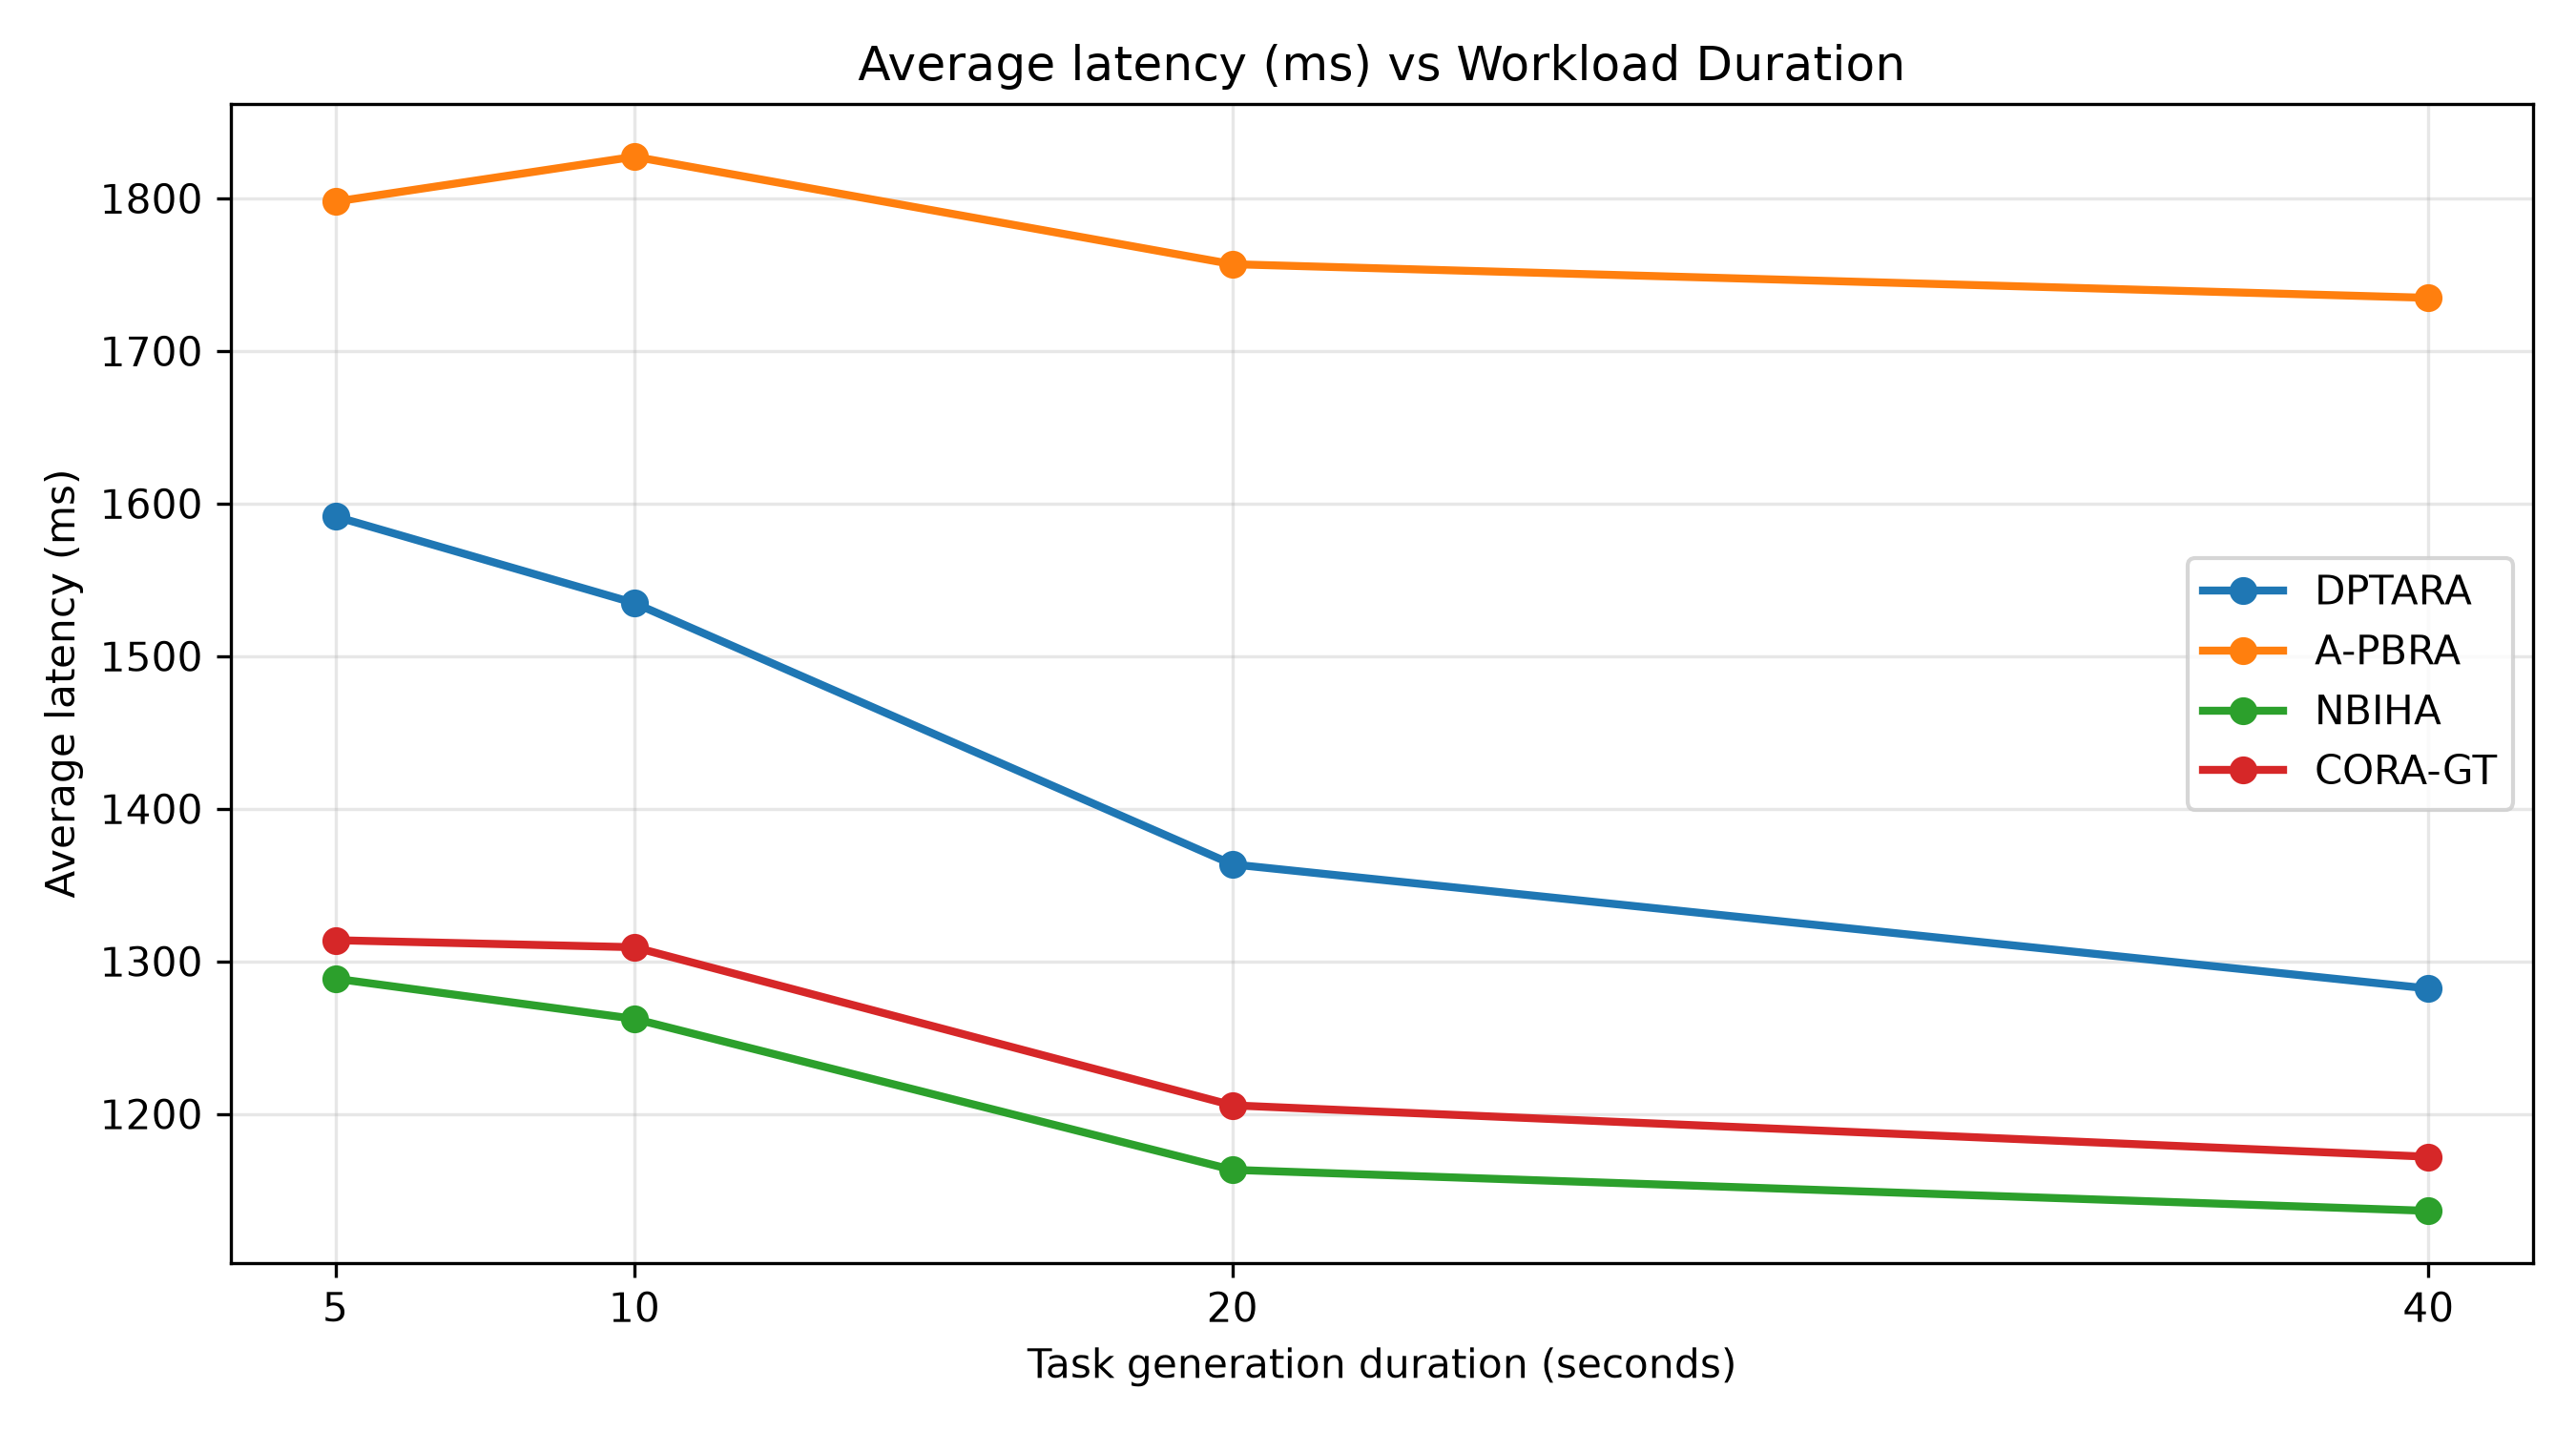 Average latency (ms) vs Workload Duration
Average latency (ms)
1800
1700
1600
1500
1400
1300
1200
DPTARA
A-PBRA
NBIHA
CORA-GT
5 10 20 40
Task generation duration (seconds)